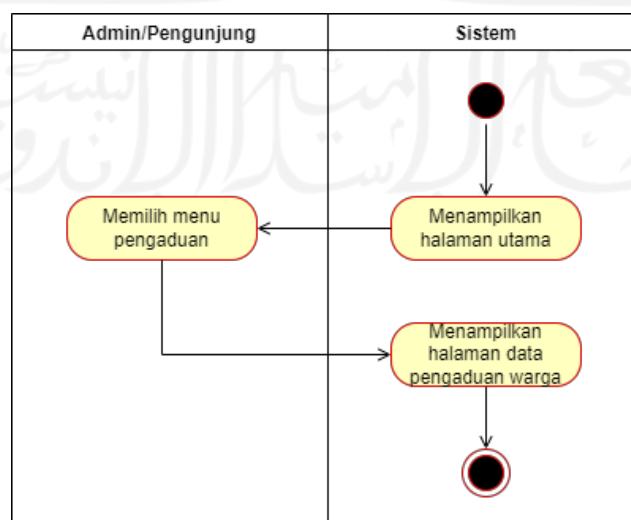 Admin/Pengunjung
Sistem
Memilih menu
pengaduan
Menampilkan
halaman utama
Menampilkan
halaman data
pengaduan warga